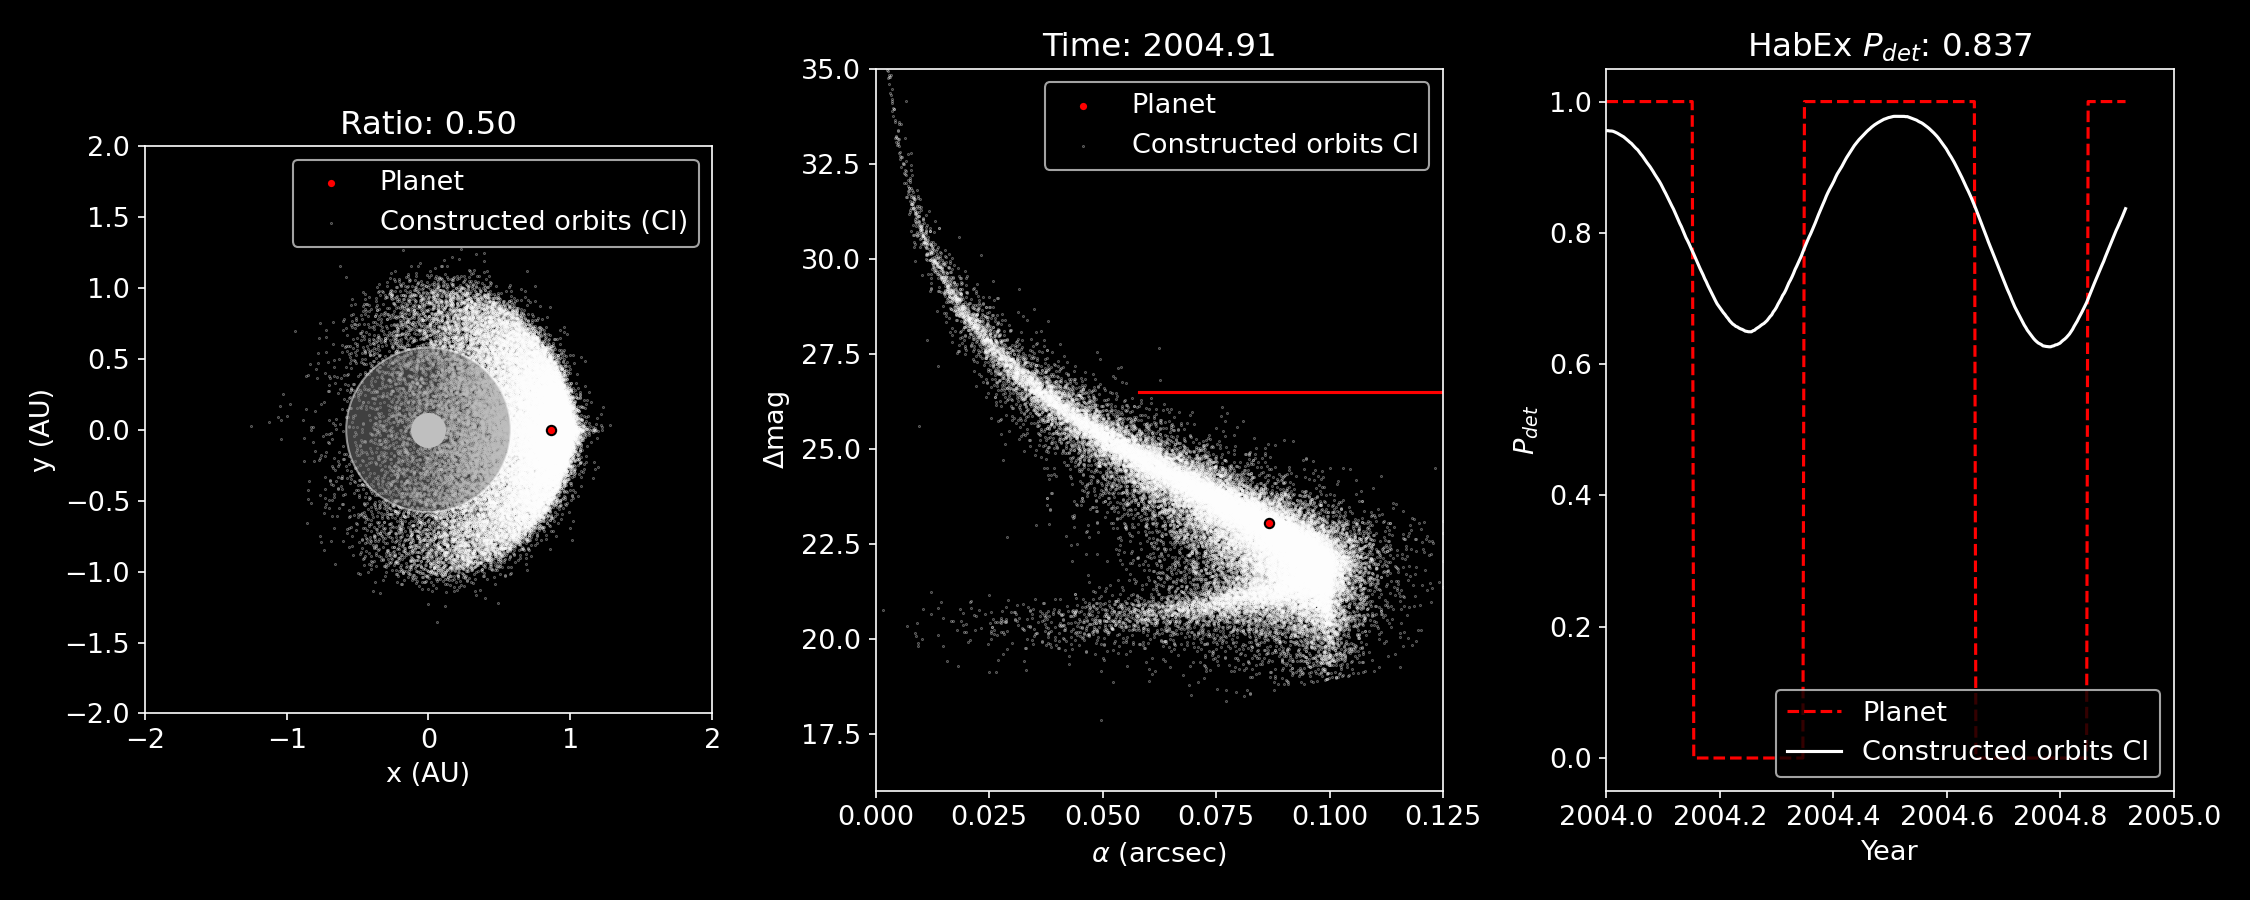 Ratio: 0.50
2.0
1.5
1.0
0.5
0.0
−0.5
−1.0
−1.5
−2.0
y (AU)
Planet
Constructed orbits (CI)
−2
−1
0
1
2
x (AU)
Time: 2004.91
35.0
32.5
30.0
27.5
25.0
22.5
20.0
17.5
Δmag
Planet
Constructed orbits CI
0.000
0.025
0.050
0.075
0.100
0.125
α (arcsec)
HabEx P_det: 0.837
1.0
0.8
0.6
0.4
0.2
0.0
P_det
Planet
Constructed orbits CI
2004.0
2004.2
2004.4
2004.6
2004.8
2005.0
Year